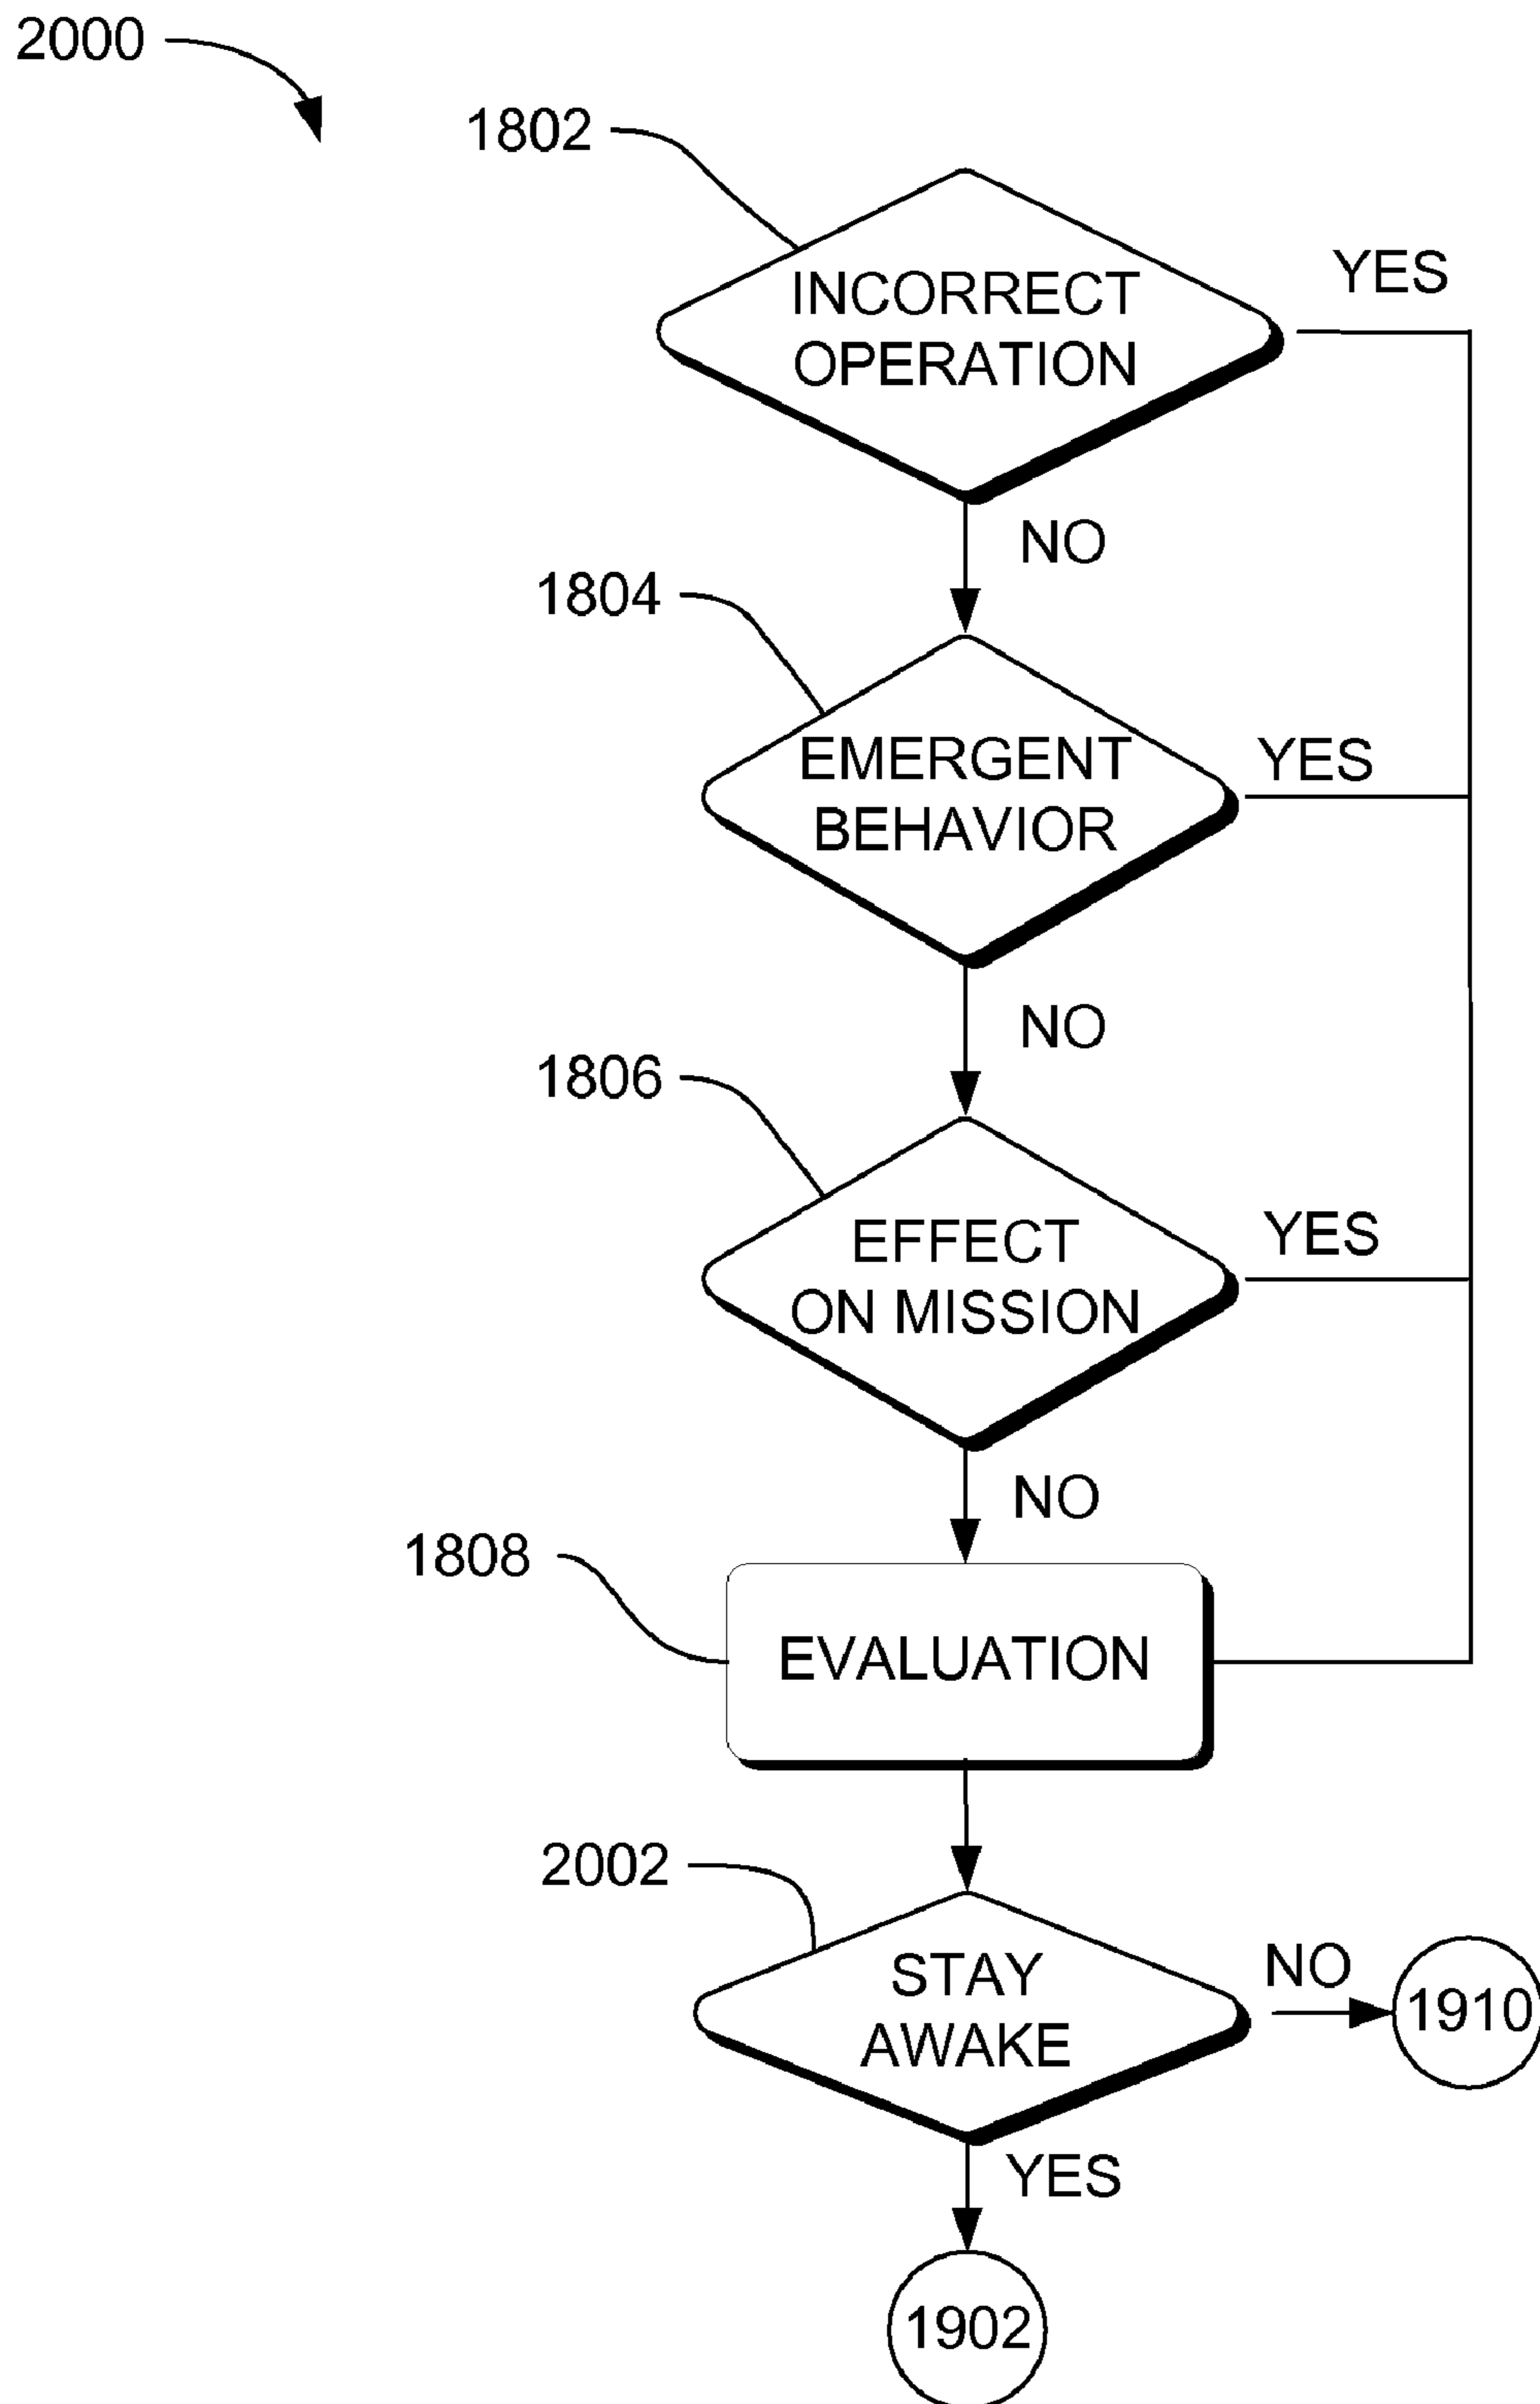 2000
1802
INCORRECT
OPERATION
YES
NO
1804
EMERGENT
BEHAVIOR
YES
NO
1806
EFFECT
ON MISSION
YES
NO
1808
EVALUATION
2002
STAY
AWAKE
NO
1910
YES
1902